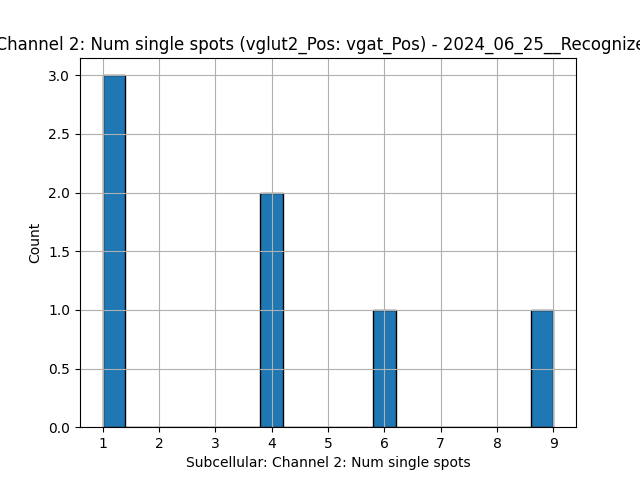 Channel 2: Num single spots (vglut2_Pos: vgat_Pos) - 2024_06_25__Recognize
3.0
2.5
2.0
1.5
1.0
0.5
0.0
Count
1 2 3 4 5 6 7 8 9
Subcellular: Channel 2: Num single spots